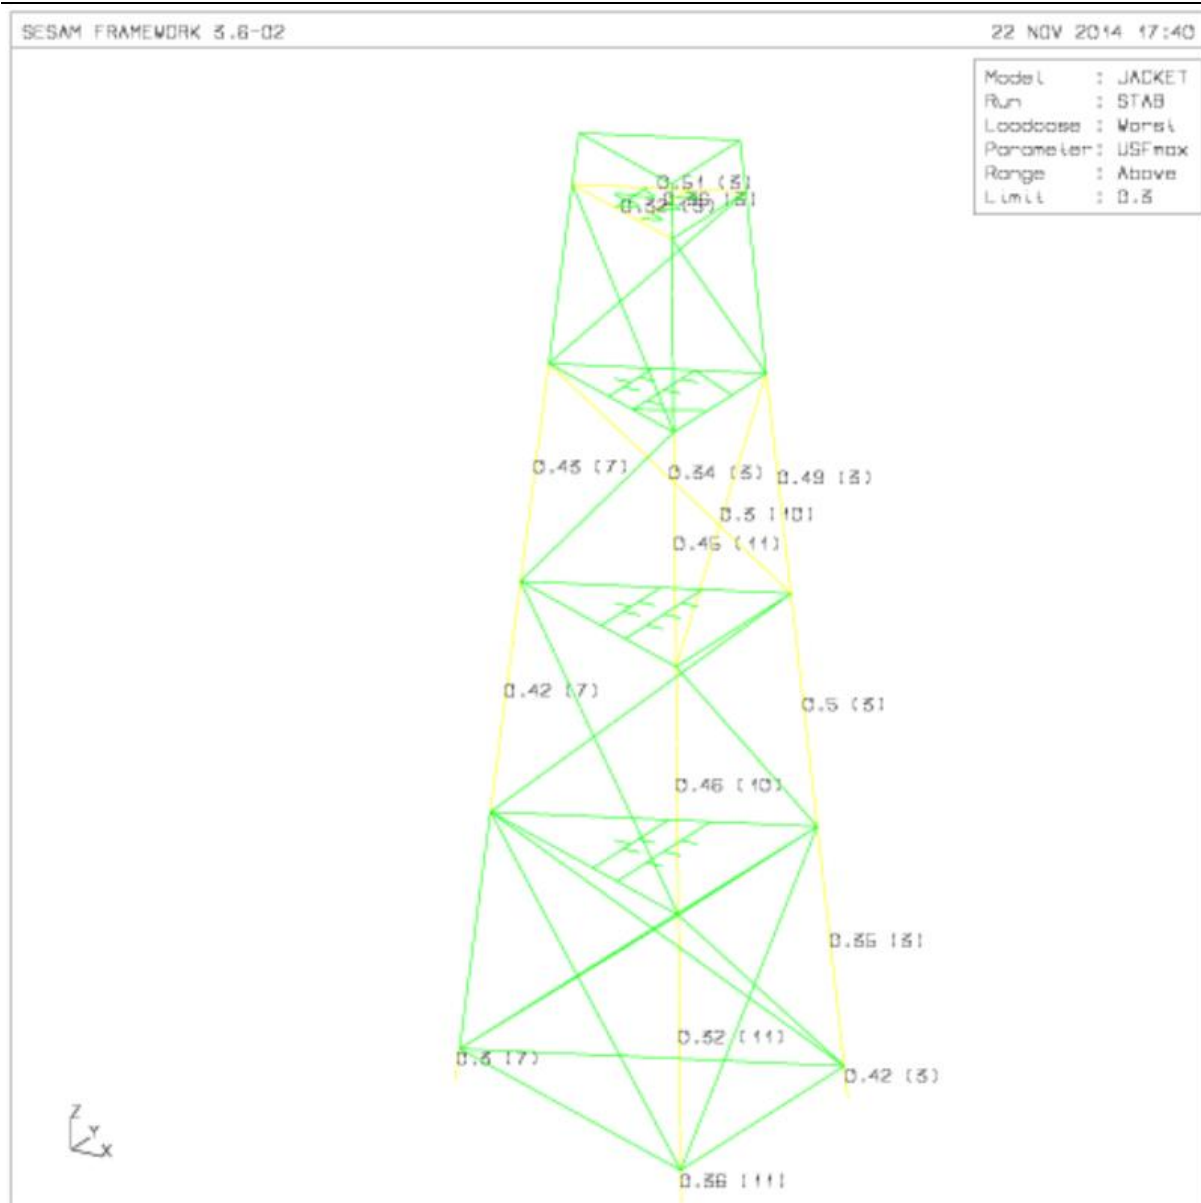 SESAM FRAMEWORK 3.6-02
22 NOV 2014 17:40
Model : JACKET
Run : STAB
Loadcase : Worst
Parameter: USFmax
Range : Above
Limit : 0.3
0.51 (3)
0.43 (7)
0.34 (3)
0.49 (3)
0.3 (10)
0.45 (11)
0.42 (7)
0.5 (3)
0.46 (10)
0.35 (3)
0.32 (11)
0.3 (7)
0.42 (3)
0.36 (11)
Z
Y
X